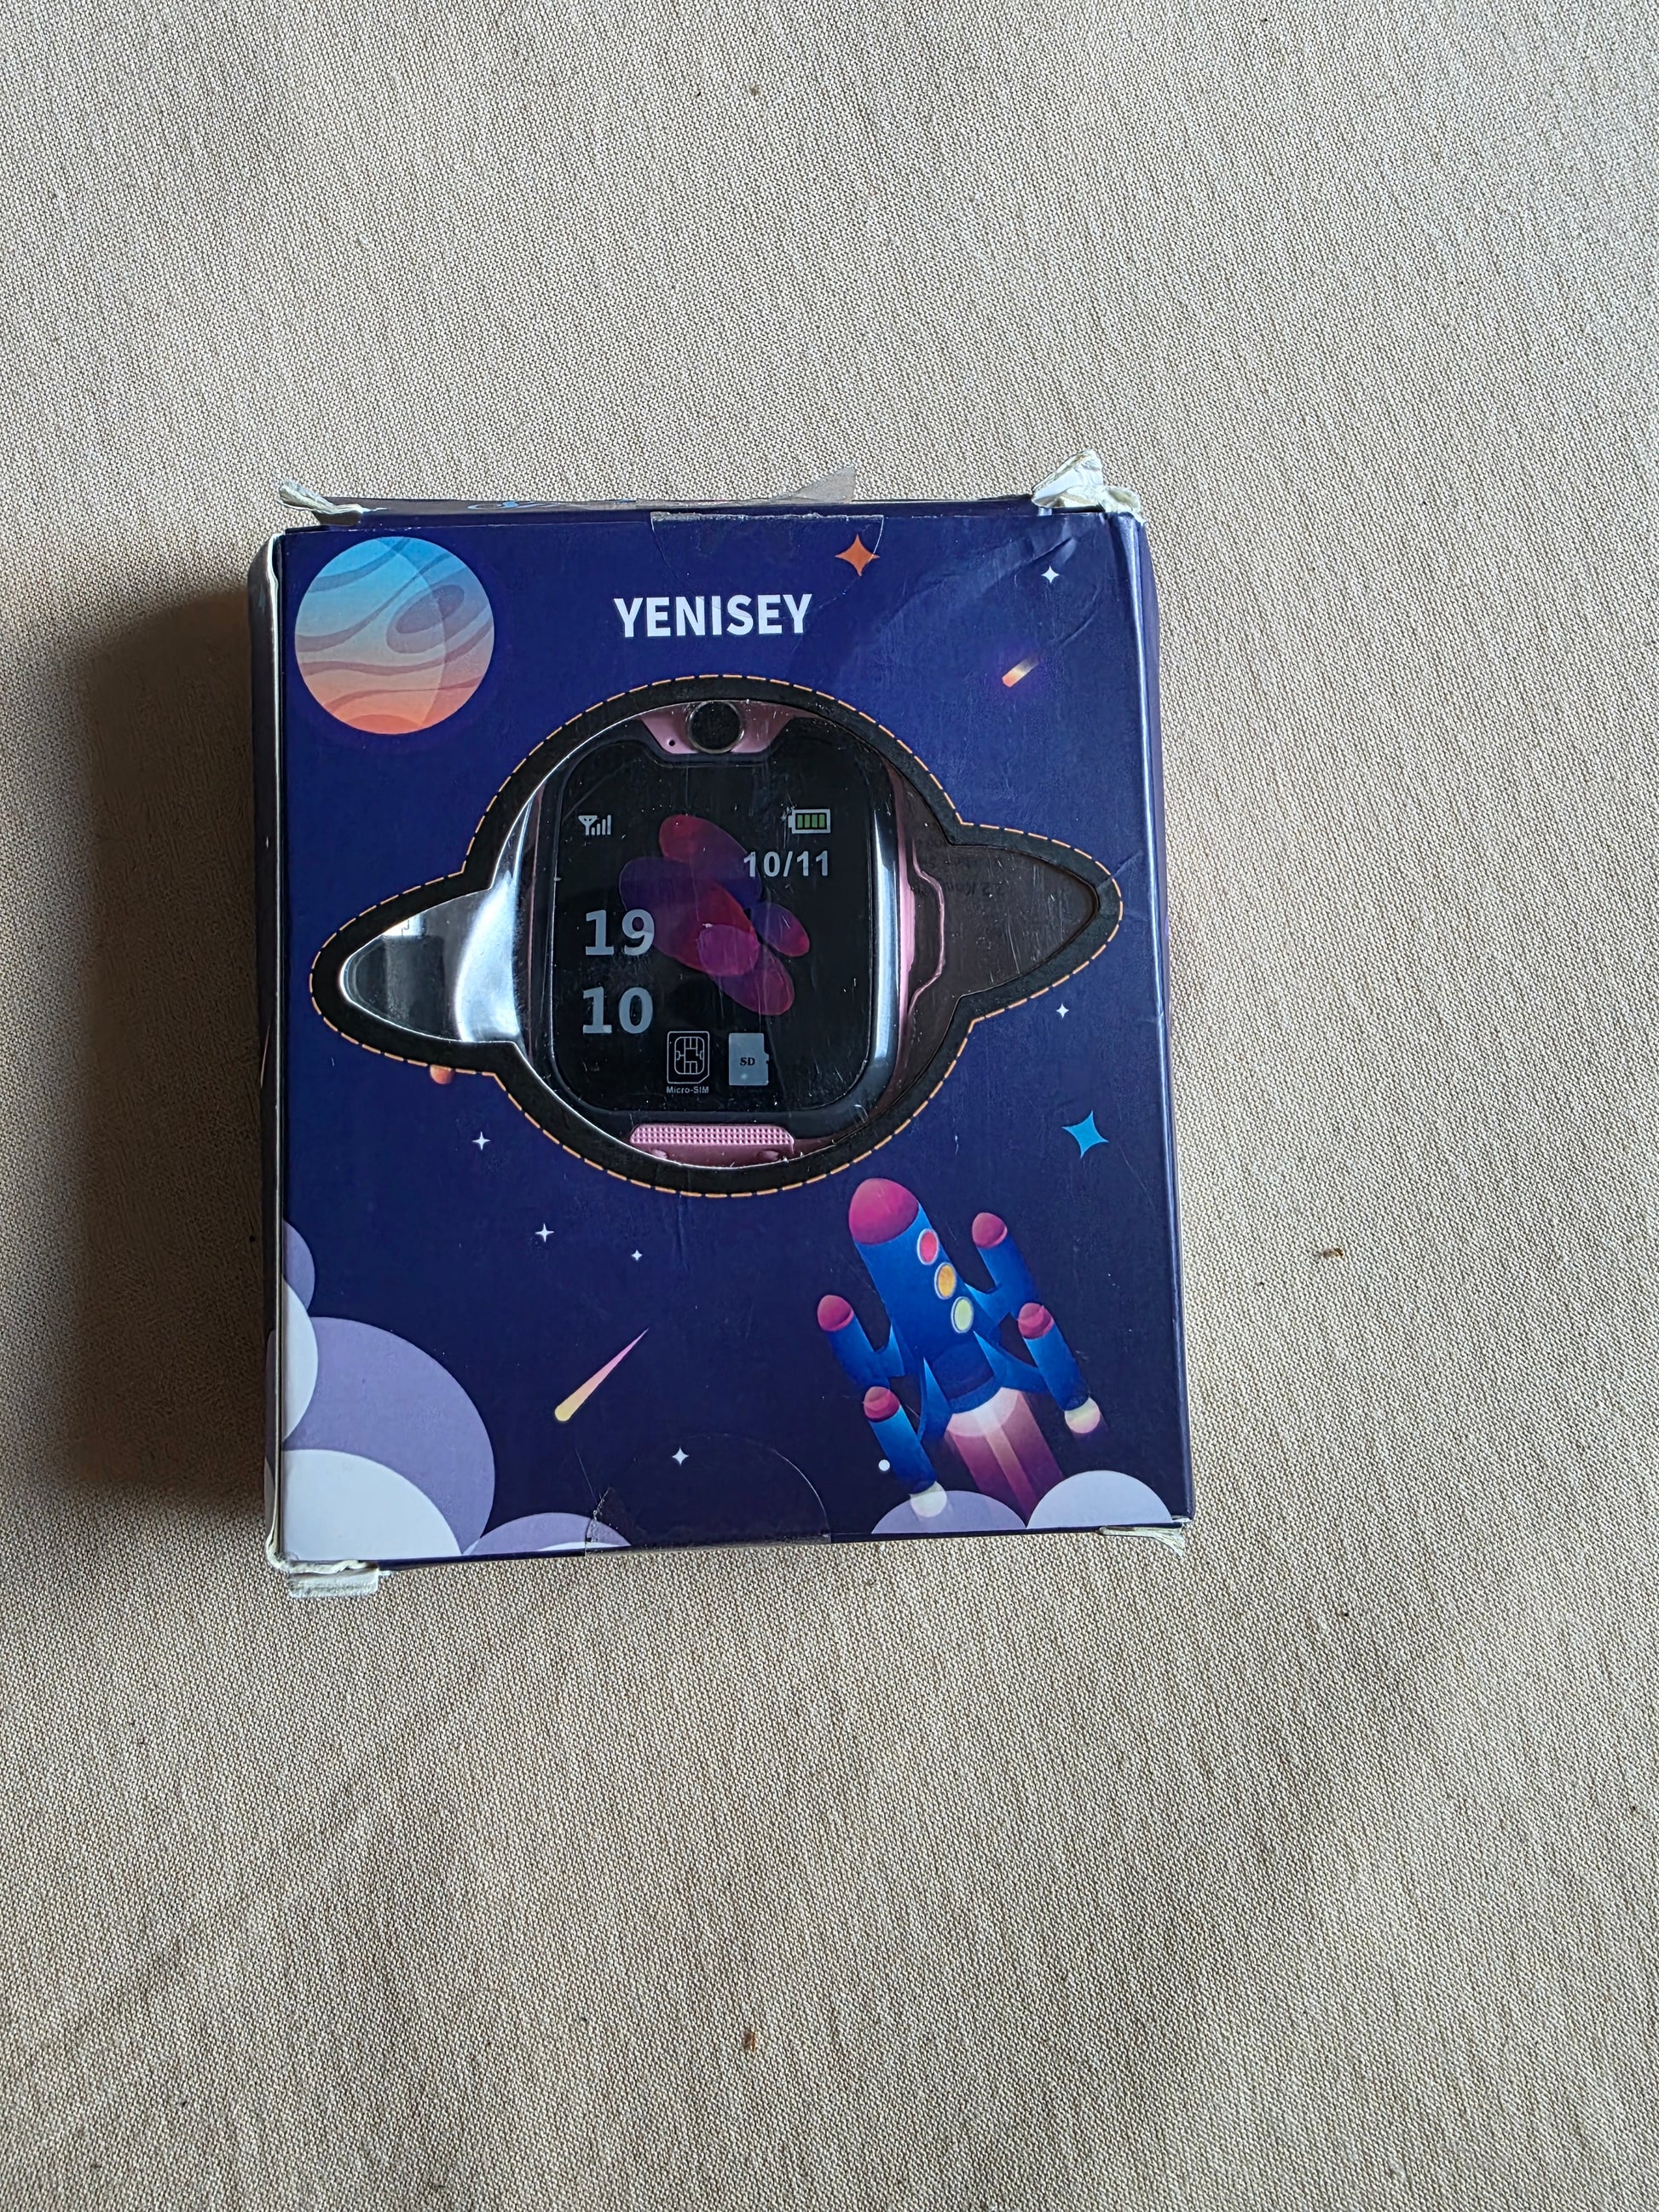 YENISEY
10/11
19
10
SD
Micro-SIM